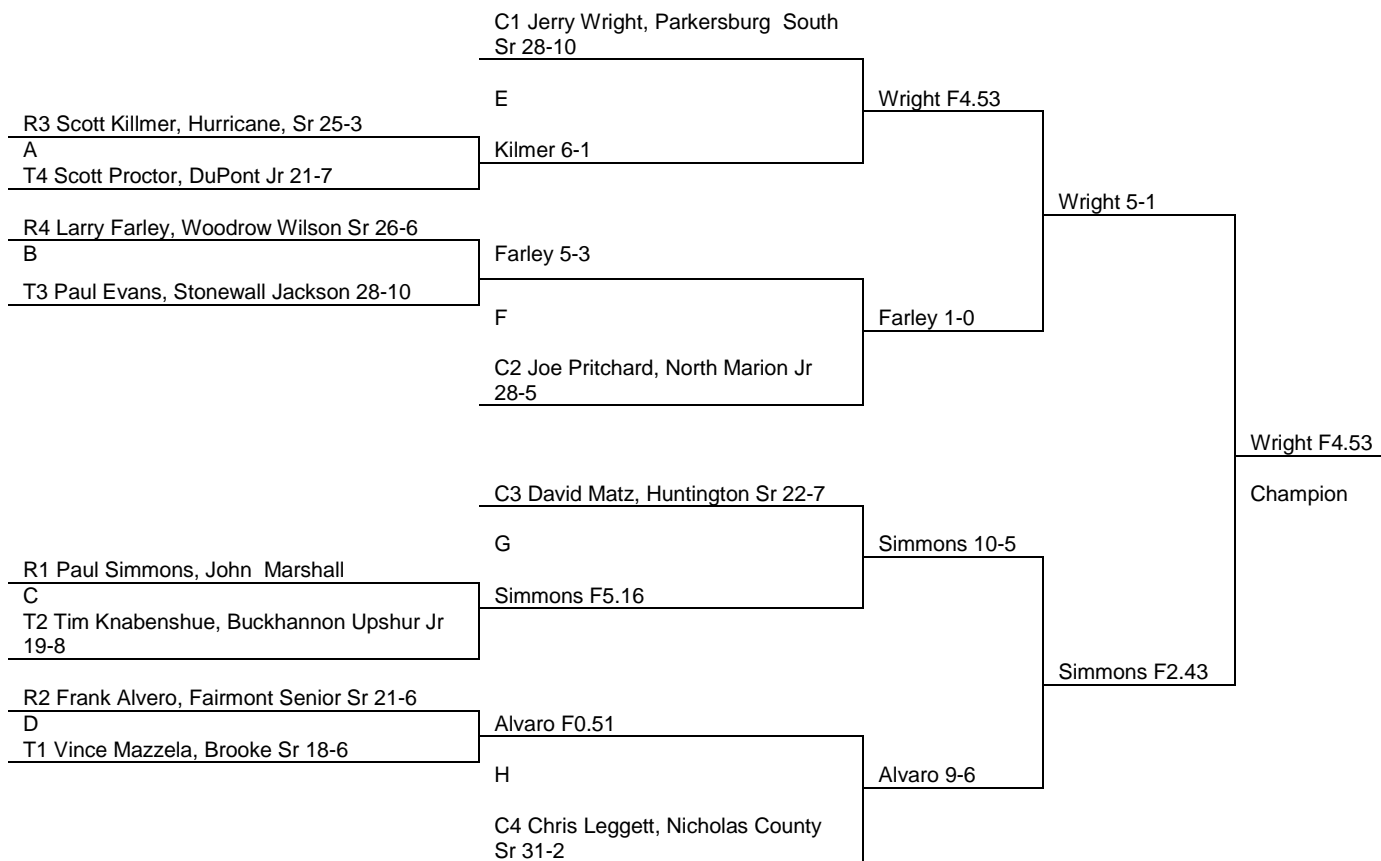 C1 Jerry Wright, Parkersburg South
Sr 28-10
E
Wright F4.53
R3 Scott Killmer, Hurricane, Sr 25-3
A
Kilmer 6-1
T4 Scott Proctor, DuPont Jr 21-7
Wright 5-1
R4 Larry Farley, Woodrow Wilson Sr 26-6
B
Farley 5-3
T3 Paul Evans, Stonewall Jackson 28-10
F
Farley 1-0
C2 Joe Pritchard, North Marion Jr
28-5
Wright F4.53
C3 David Matz, Huntington Sr 22-7
Champion
G
Simmons 10-5
R1 Paul Simmons, John Marshall
C
Simmons F5.16
T2 Tim Knabenshue, Buckhannon Upshur Jr
19-8
Simmons F2.43
R2 Frank Alvero, Fairmont Senior Sr 21-6
D
Alvaro F0.51
T1 Vince Mazzela, Brooke Sr 18-6
H
Alvaro 9-6
C4 Chris Leggett, Nicholas County
Sr 31-2